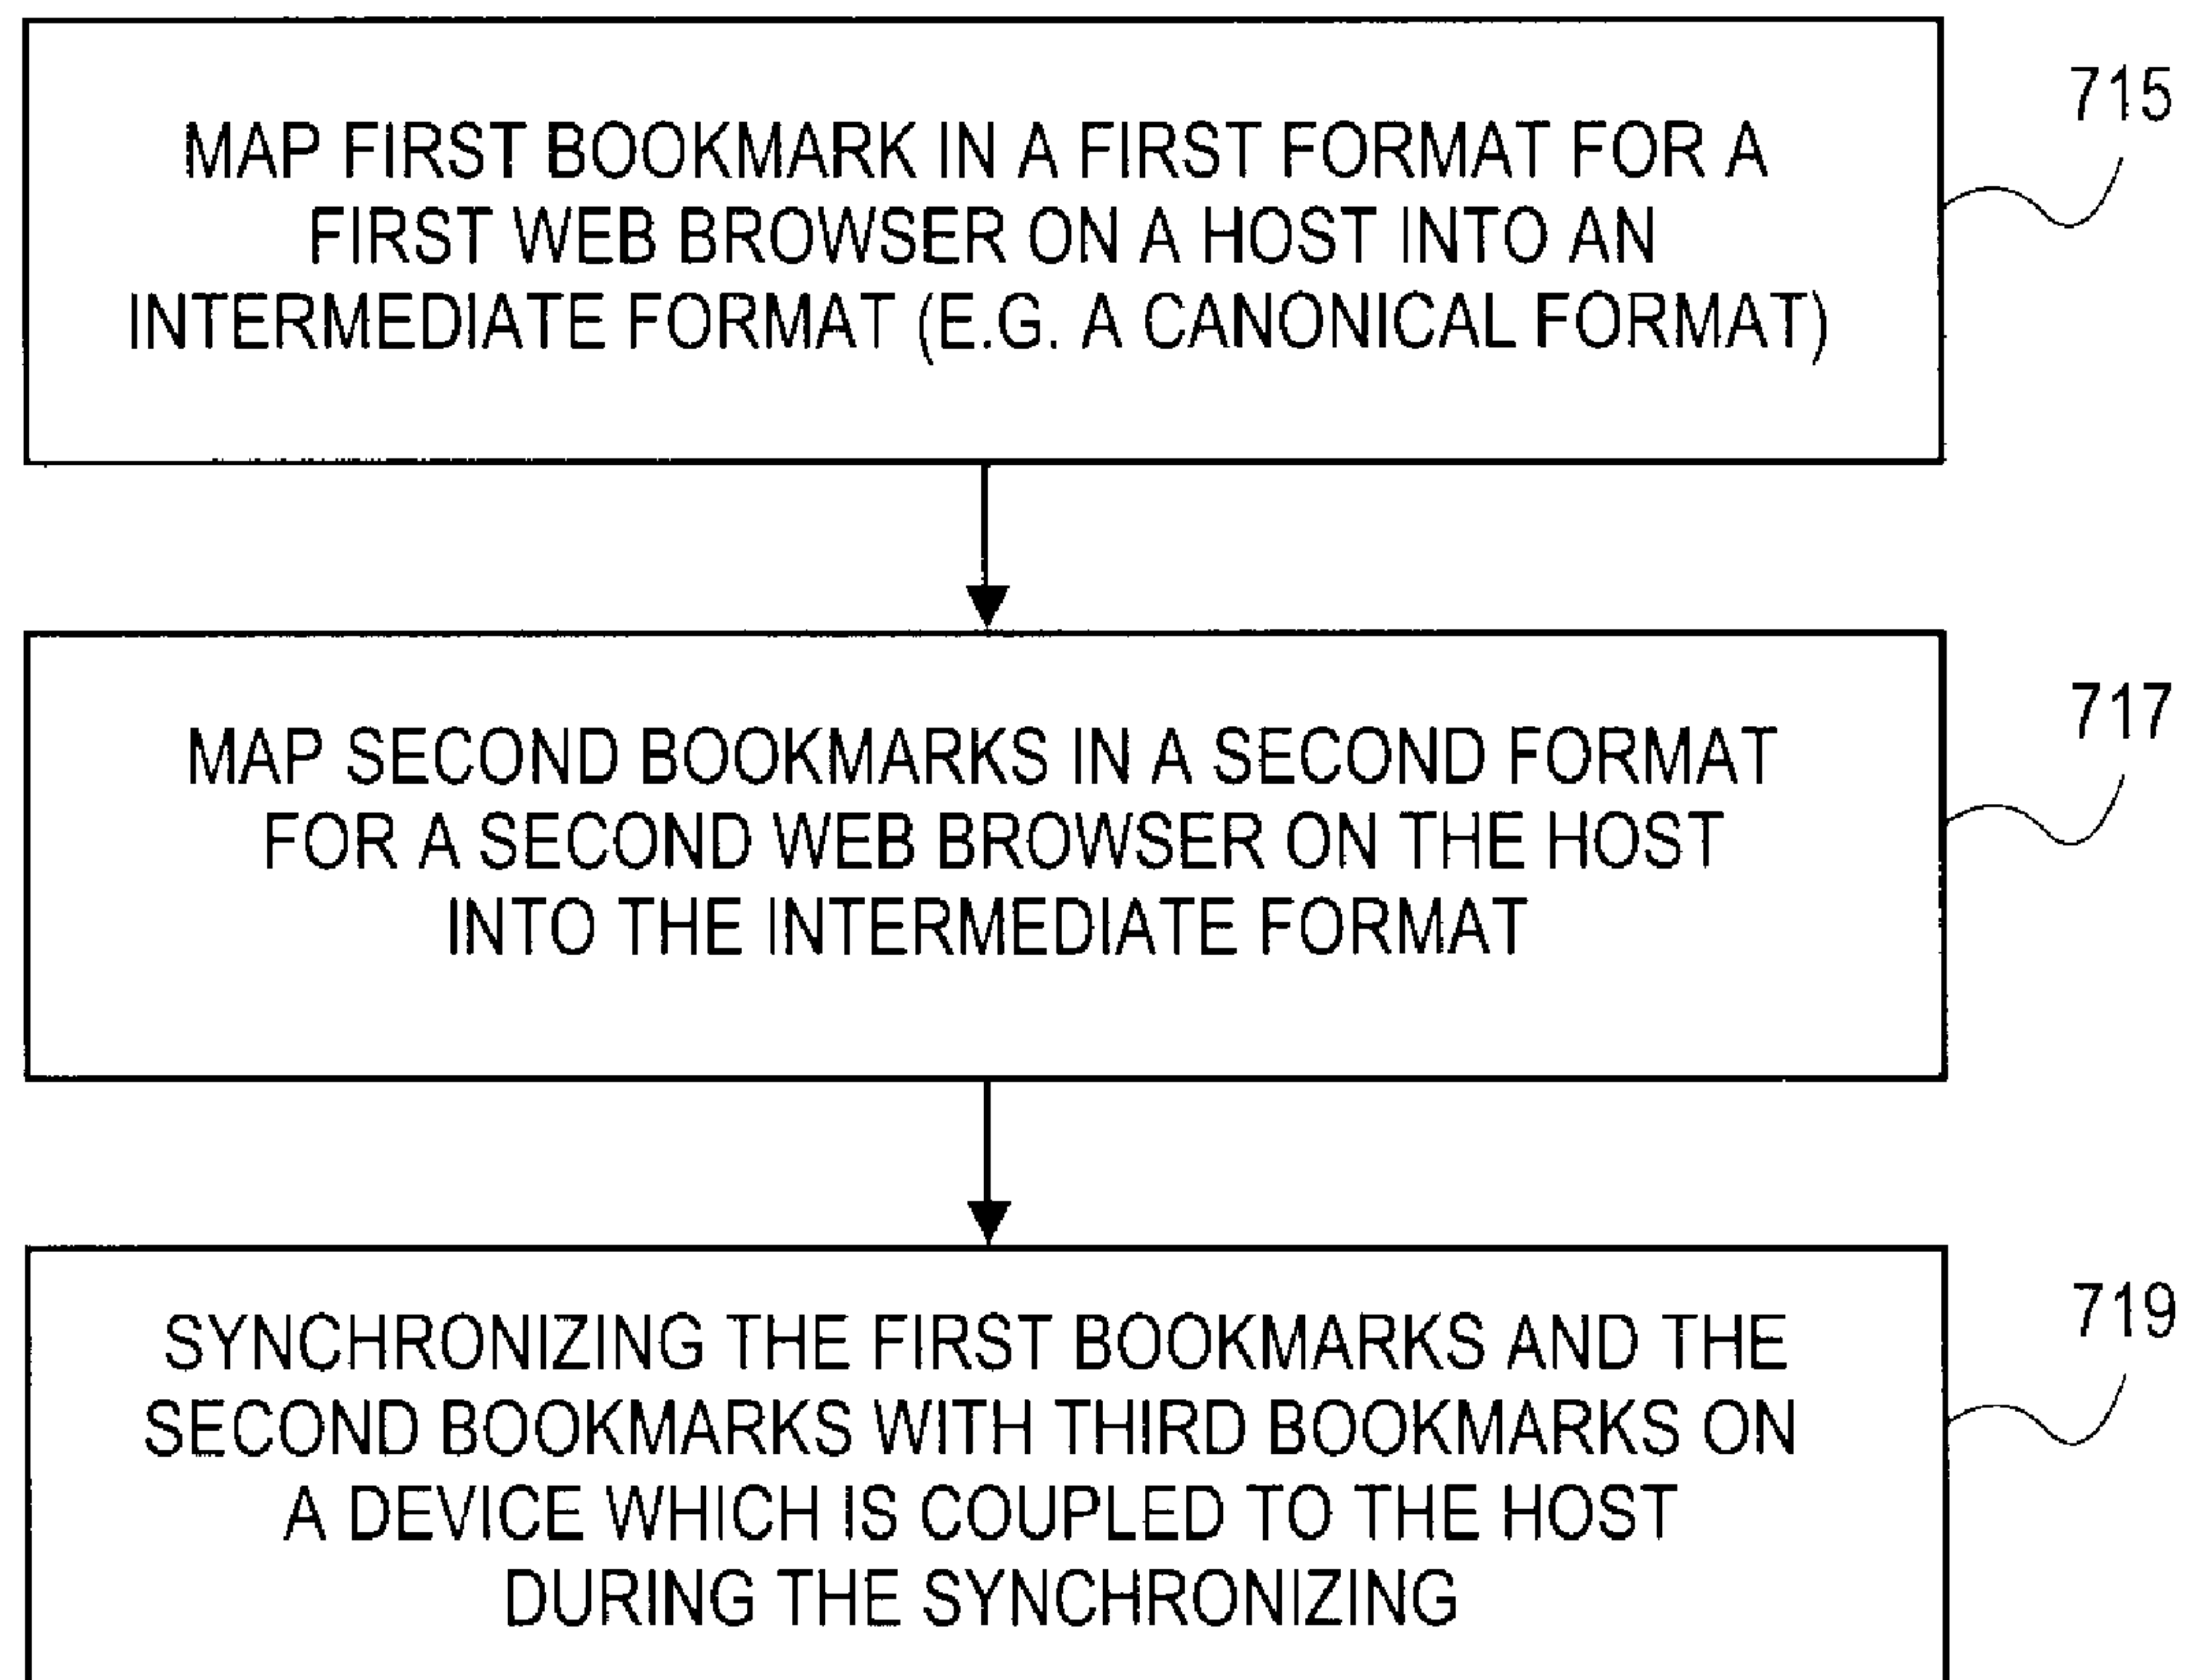 715
MAP FIRST BOOKMARK IN A FIRST FORMAT FOR A
FIRST WEB BROWSER ON A HOST INTO AN
INTERMEDIATE FORMAT (E.G. A CANONICAL FORMAT)
717
MAP SECOND BOOKMARKS IN A SECOND FORMAT
FOR A SECOND WEB BROWSER ON THE HOST
INTO THE INTERMEDIATE FORMAT
719
SYNCHRONIZING THE FIRST BOOKMARKS AND THE
SECOND BOOKMARKS WITH THIRD BOOKMARKS ON
A DEVICE WHICH IS COUPLED TO THE HOST
DURING THE SYNCHRONIZING